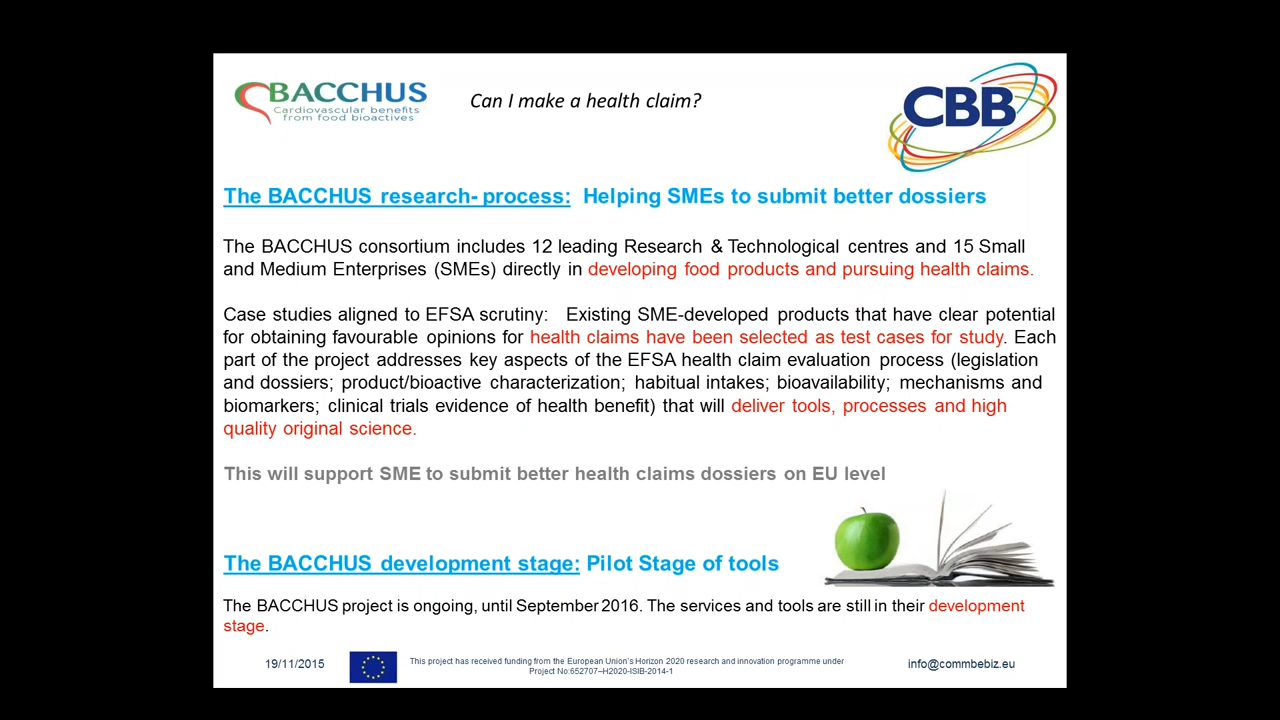 BACCHUS
Cardiovascular benefits
from food bioactives
Can I make a health claim?
CBB
The BACCHUS research- process: Helping SMEs to submit better dossiers
The BACCHUS consortium includes 12 leading Research & Technological centres and 15 Small
and Medium Enterprises (SMEs) directly in developing food products and pursuing health claims.
Case studies aligned to EFSA scrutiny: Existing SME-developed products that have clear potential
for obtaining favourable opinions for health claims have been selected as test cases for study. Each
part of the project addresses key aspects of the EFSA health claim evaluation process (legislation
and dossiers; product/bioactive characterization; habitual intakes; bioavailability; mechanisms and
biomarkers; clinical trials evidence of health benefit) that will deliver tools, processes and high
quality original science.
This will support SME to submit better health claims dossiers on EU level
The BACCHUS development stage: Pilot Stage of tools
The BACCHUS project is ongoing, until September 2016. The services and tools are still in their development
stage.
19/11/2015
This project has received funding from the European Union's Horizon 2020 research and innovation programme under
Project No:652707–H2020-ISIB-2014-1
info@commbebiz.eu